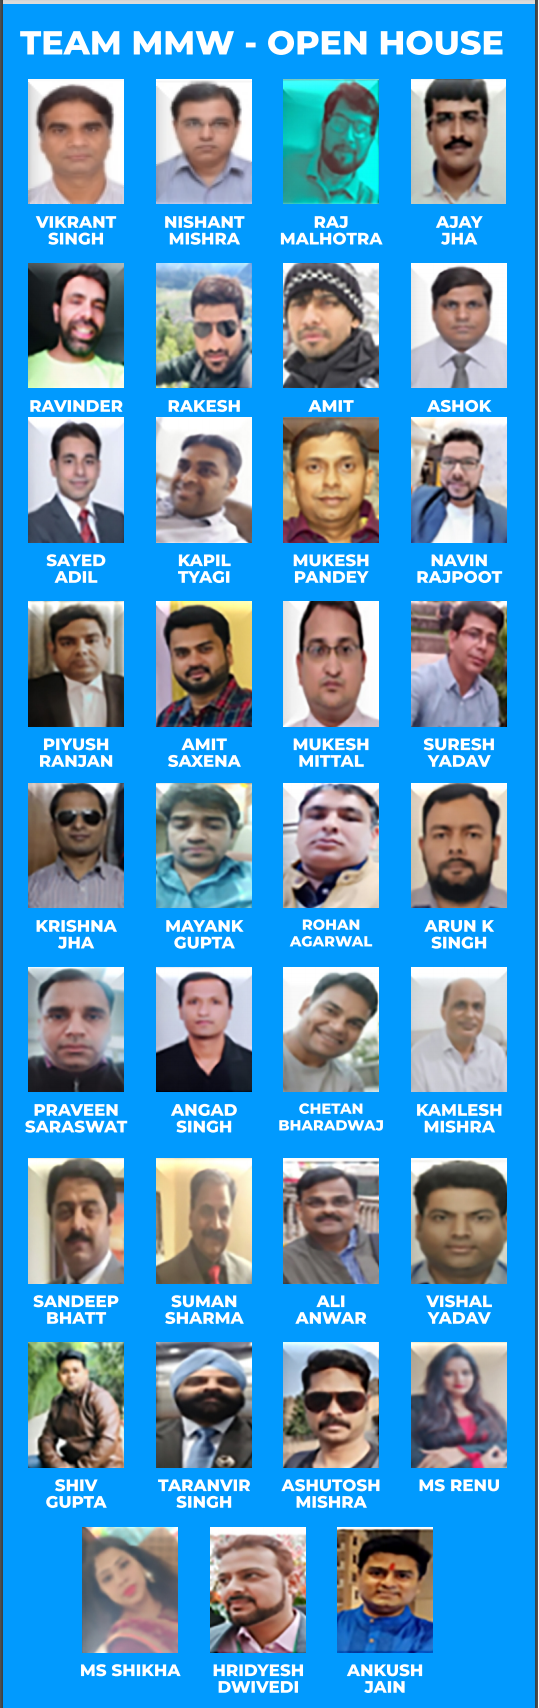 TEAM MMW - OPEN HOUSE
VIKRANT
SINGH
NISHANT
MISHRA
RAJ
MALHOTRA
AJAY
JHA
RAVINDER
RAKESH
AMIT
ASHOK
SAYED
ADIL
KAPIL
TYAGI
MUKESH
PANDEY
NAVIN
RAJPOOT
PIYUSH
RANJAN
AMIT
SAXENA
MUKESH
MITTAL
SURESH
YADAV
KRISHNA
JHA
MAYANK
GUPTA
ROHAN
AGARWAL
ARUN K
SINGH
PRAVEEN
SARASWAT
ANGAD
SINGH
CHETAN
BHARADWAJ
KAMLESH
MISHRA
SANDEEP
BHATT
SUMAN
SHARMA
ALI
ANWAR
VISHAL
YADAV
SHIV
GUPTA
TARANVIR
SINGH
ASHUTOSH
MISHRA
MS RENU
MS SHIKHA
HRIDYESH
DWIVEDI
ANKUSH
JAIN